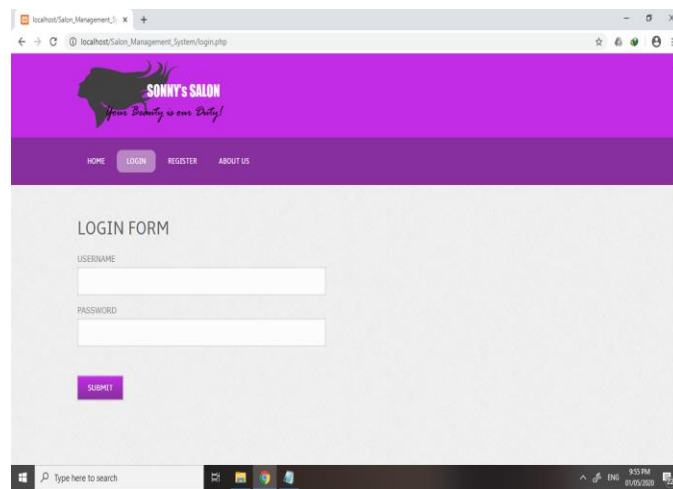 localhost/Salon_Management_S
localhost/Salon_Management_System/login.php
SONNY's SALON
Your Beauty is our Duty!
HOME LOGIN REGISTER ABOUT US
LOGIN FORM
USERNAME
PASSWORD
SUBMIT
Type here to search
ENG
9:55 PM
01/05/2020